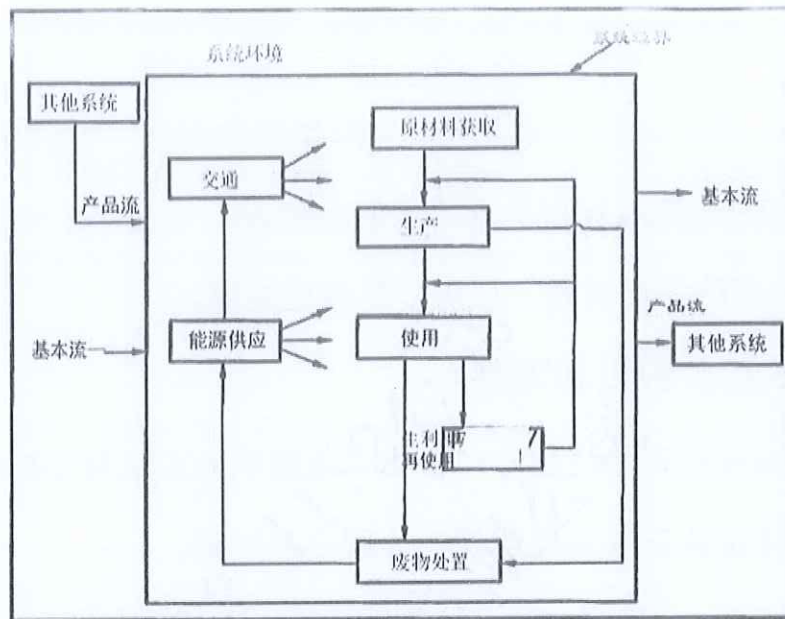 系统环境
其他系统
原材料获取
交通
产品流
基本流
生产
产品流
能源供应
使用
基本流
其他系统
再使用
废物处置